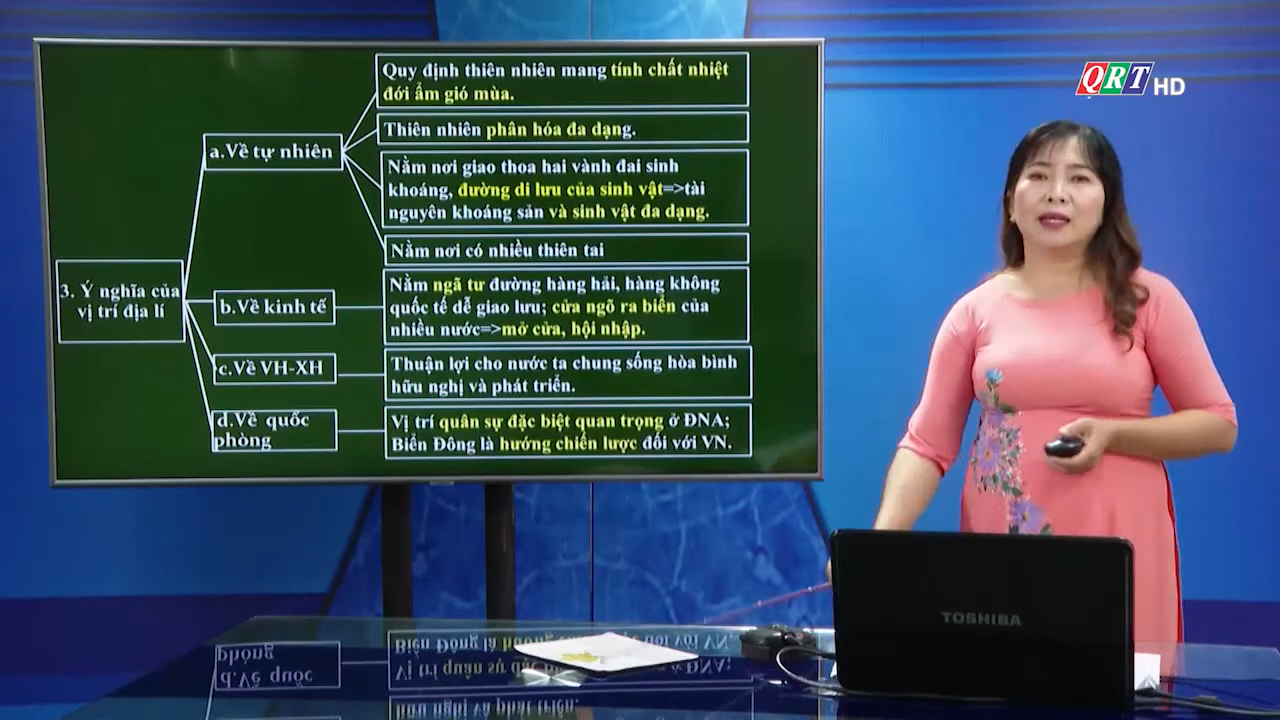 Quy định thiên nhiên mang tính chất nhiệt
đới ẩm gió mùa.
Thiên nhiên phân hóa đa dạng.
a.Về tự nhiên
Nằm nơi giao thoa hai vành đai sinh
khoáng, đường di lưu của sinh vật=>tài
nguyên khoáng sản và sinh vật đa dạng.
Nằm nơi có nhiều thiên tai
3. Ý nghĩa của
vị trí địa lí
b.Về kinh tế
Nằm ngã tư đường hàng hải, hàng không
quốc tế dễ giao lưu; cửa ngõ ra biển của
nhiều nước=>mở cửa, hội nhập.
c.Về VH-XH
Thuận lợi cho nước ta chung sống hòa bình
hữu nghị và phát triển.
d.Về quốc
phòng
Vị trí quân sự đặc biệt quan trọng ở ĐNA;
Biển Đông là hướng chiến lược đối với VN.
QRT HD
TOSHIBA